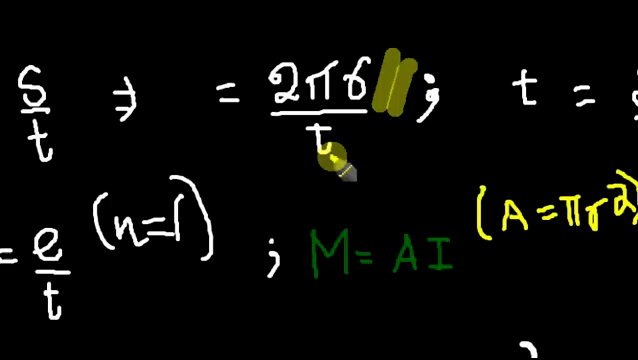 s/t ⇒ = 2πr/t ; t =
= e/t (n=1) ; M = AI (A = πr²)